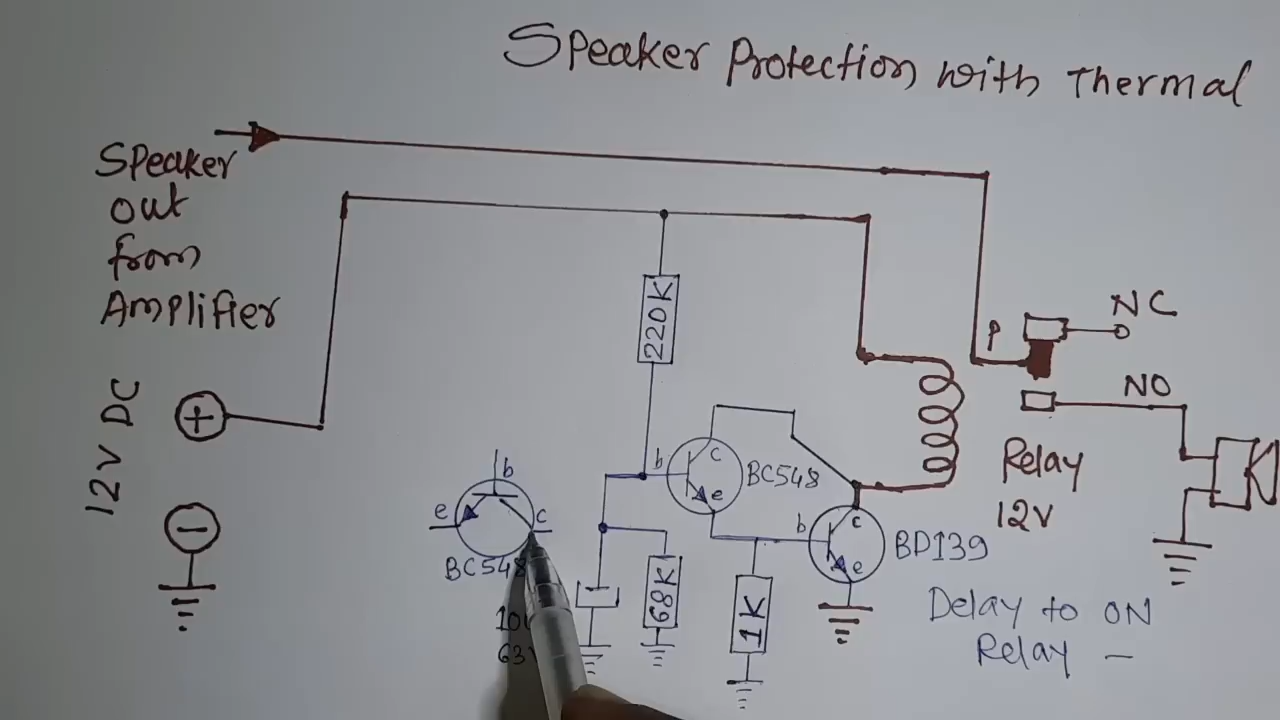 Speaker Protection with Thermal
Speaker
out
from
Amplifier
12V DC
+
−
220K
b
c
e
BC548
b
e
c
BC548
68K
1K
b
c
e
BD139
P
NC
NO
Relay
12V
Delay to ON
Relay −